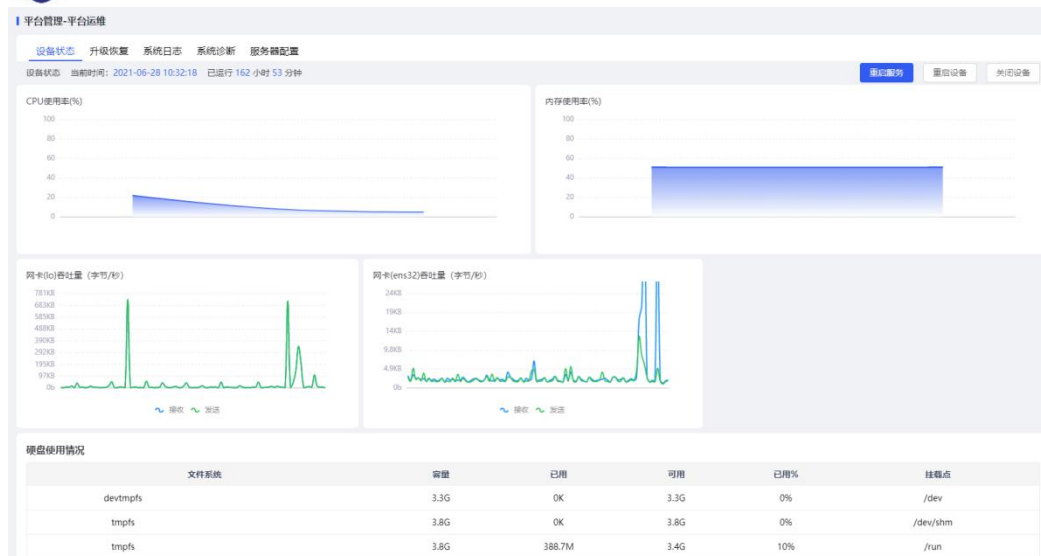 平台管理-平台运维
设备状态 升级恢复 系统日志 系统诊断 服务器配置
设备状态 当前时间：2021-06-28 10:32:18 已运行 162 小时 53 分钟 重启服务 重启设备 关闭设备
CPU使用率(%)
100
80
60
40
20
0
内存使用率(%)
100
80
60
40
20
0
网卡(lo)吞吐量（字节/秒）
781KB
683KB
585KB
488KB
390KB
292KB
195KB
97KB
0b
接收 发送
网卡(ens32)吞吐量（字节/秒）
24KB
19KB
14KB
9.8KB
4.9KB
0b
接收 发送
硬盘使用情况
文件系统 容量 已用 可用 已用% 挂载点
devtmpfs 3.3G 0K 3.3G 0% /dev
tmpfs 3.8G 0K 3.8G 0% /dev/shm
tmpfs 3.8G 388.7M 3.4G 10% /run